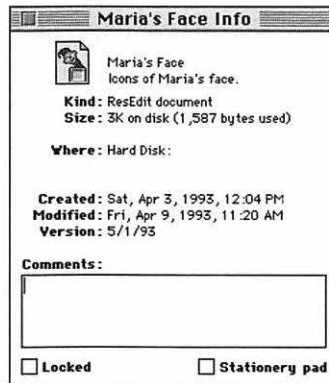 Maria's Face Info
Maria's Face
Icons of Maria's face.
Kind: ResEdit document
Size: 3K on disk (1,587 bytes used)
Where: Hard Disk:
Created: Sat, Apr 3, 1993, 12:04 PM
Modified: Fri, Apr 9, 1993, 11:20 AM
Version: 5/1/93
Comments:
Locked Stationery pad